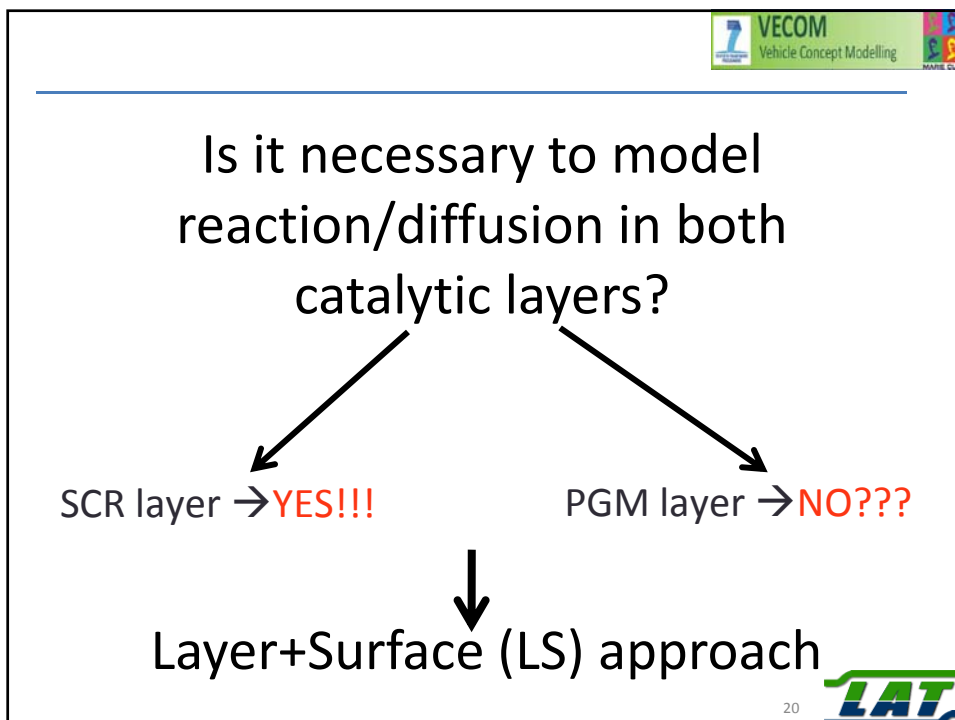 VECOM
Vehicle Concept Modelling
Is it necessary to model
reaction/diffusion in both
catalytic layers?
SCR layer →YES!!!
PGM layer →NO???
Layer+Surface (LS) approach
20
LAT